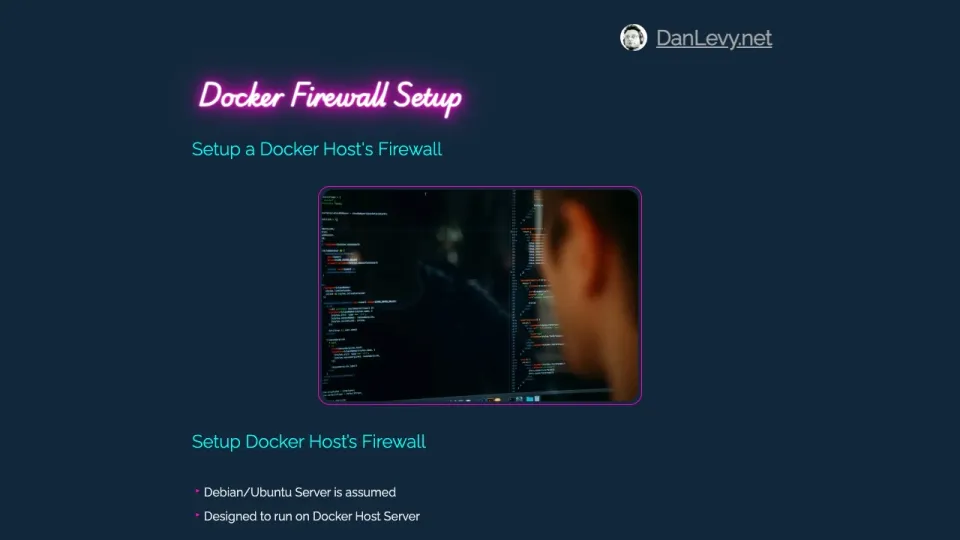 DanLevy.net
Docker Firewall Setup
Setup a Docker Host's Firewall
Setup Docker Host’s Firewall
Debian/Ubuntu Server is assumed
Designed to run on Docker Host Server